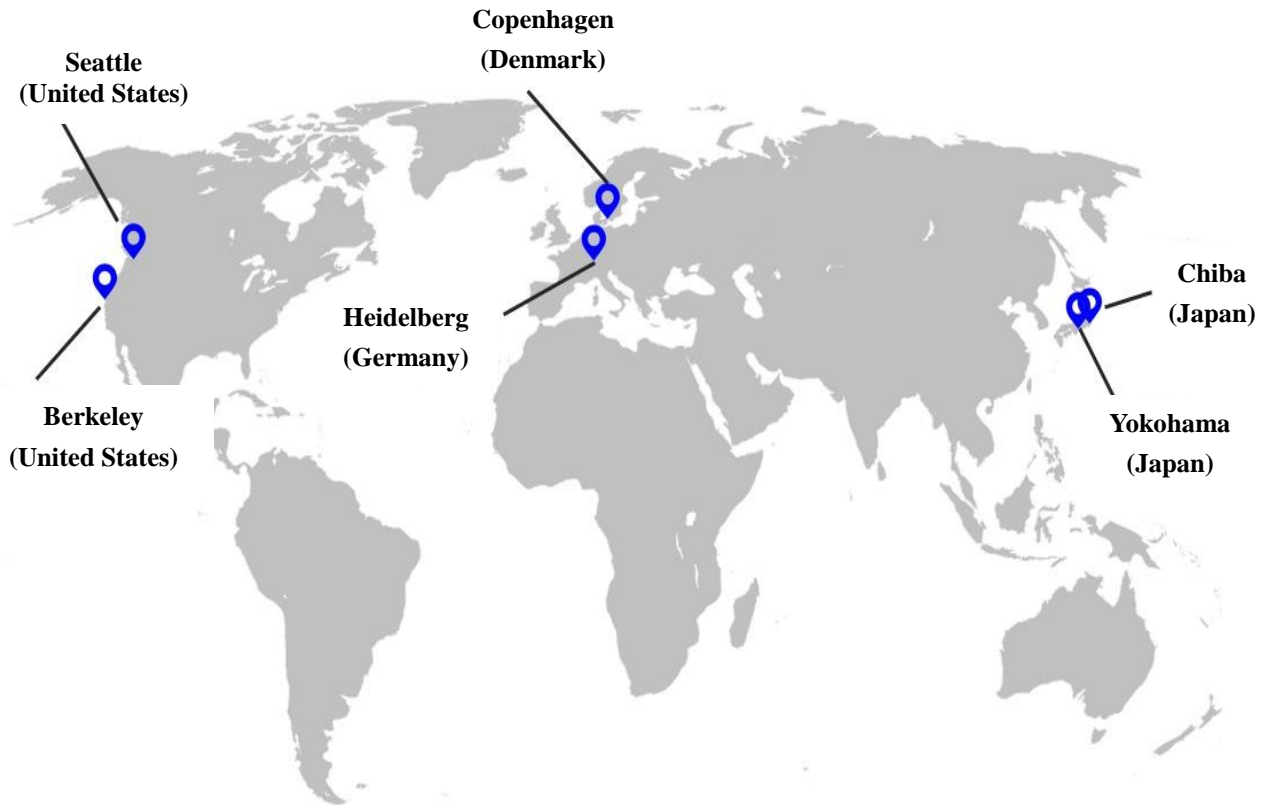 Copenhagen
(Denmark)
Seattle
(United States)
Chiba
(Japan)
Heidelberg
(Germany)
Berkeley
(United States)
Yokohama
(Japan)